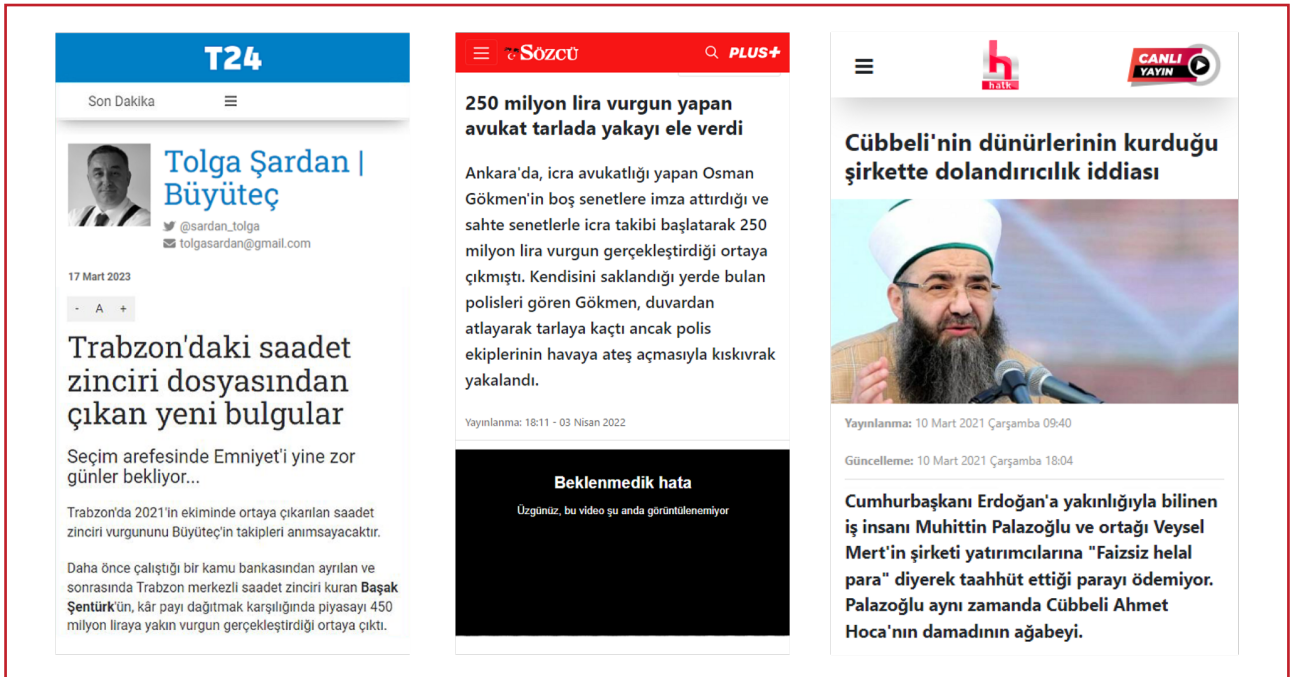 T24
Son Dakika
Tolga Şardan |
Büyüteç
@sardan_tolga
tolgasardan@gmail.com
17 Mart 2023
- A +
Trabzon'daki saadet
zinciri dosyasından
çıkan yeni bulgular
Seçim arefesinde Emniyet'i yine zor
günler bekliyor...
Trabzon'da 2021'in ekiminde ortaya çıkarılan saadet
zinciri vurgununu Büyüteç'in takipleri anımsayacaktır.
Daha önce çalıştığı bir kamu bankasından ayrılan ve
sonrasında Trabzon merkezli saadet zinciri kuran Başak
Şentürk'ün, kâr payı dağıtmak karşılığında piyasayı 450
milyon liraya yakın vurgun gerçekleştirdiği ortaya çıktı.
SÖZCÜ
PLUS+
250 milyon lira vurgun yapan
avukat tarlada yakayı ele verdi
Ankara'da, icra avukatlığı yapan Osman
Gökmen'in boş senetlere imza attırdığı ve
sahte senetlerle icra takibi başlatarak 250
milyon lira vurgun gerçekleştirdiği ortaya
çıkmıştı. Kendisini saklandığı yerde bulan
polisleri gören Gökmen, duvardan
atlayarak tarlaya kaçtı ancak polis
ekiplerinin havaya ateş açmasıyla kıskıvrak
yakalandı.
Yayınlanma: 18:11 - 03 Nisan 2022
Beklenmedik hata
Üzgünüz, bu video şu anda görüntülenemiyor
h
halk
CANLI
YAYIN
Cübbeli'nin dünürlerinin kurduğu
şirkette dolandırıcılık iddiası
Yayınlanma: 10 Mart 2021 Çarşamba 09:40
Güncelleme: 10 Mart 2021 Çarşamba 18:04
Cumhurbaşkanı Erdoğan'a yakınlığıyla bilinen
iş insanı Muhittin Palazoğlu ve ortağı Veysel
Mert'in şirketi yatırımcılarına "Faizsiz helal
para" diyerek taahhüt ettiği parayı ödemiyor.
Palazoğlu aynı zamanda Cübbeli Ahmet
Hoca'nın damadının ağabeyi.